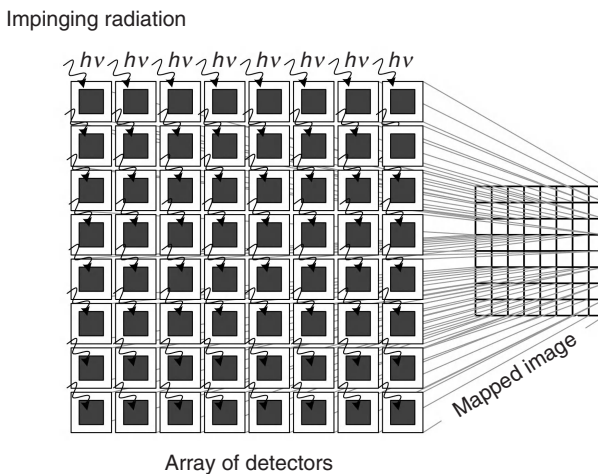 Impinging radiation
hν hν hν hν hν hν hν hν
Mapped image
Array of detectors